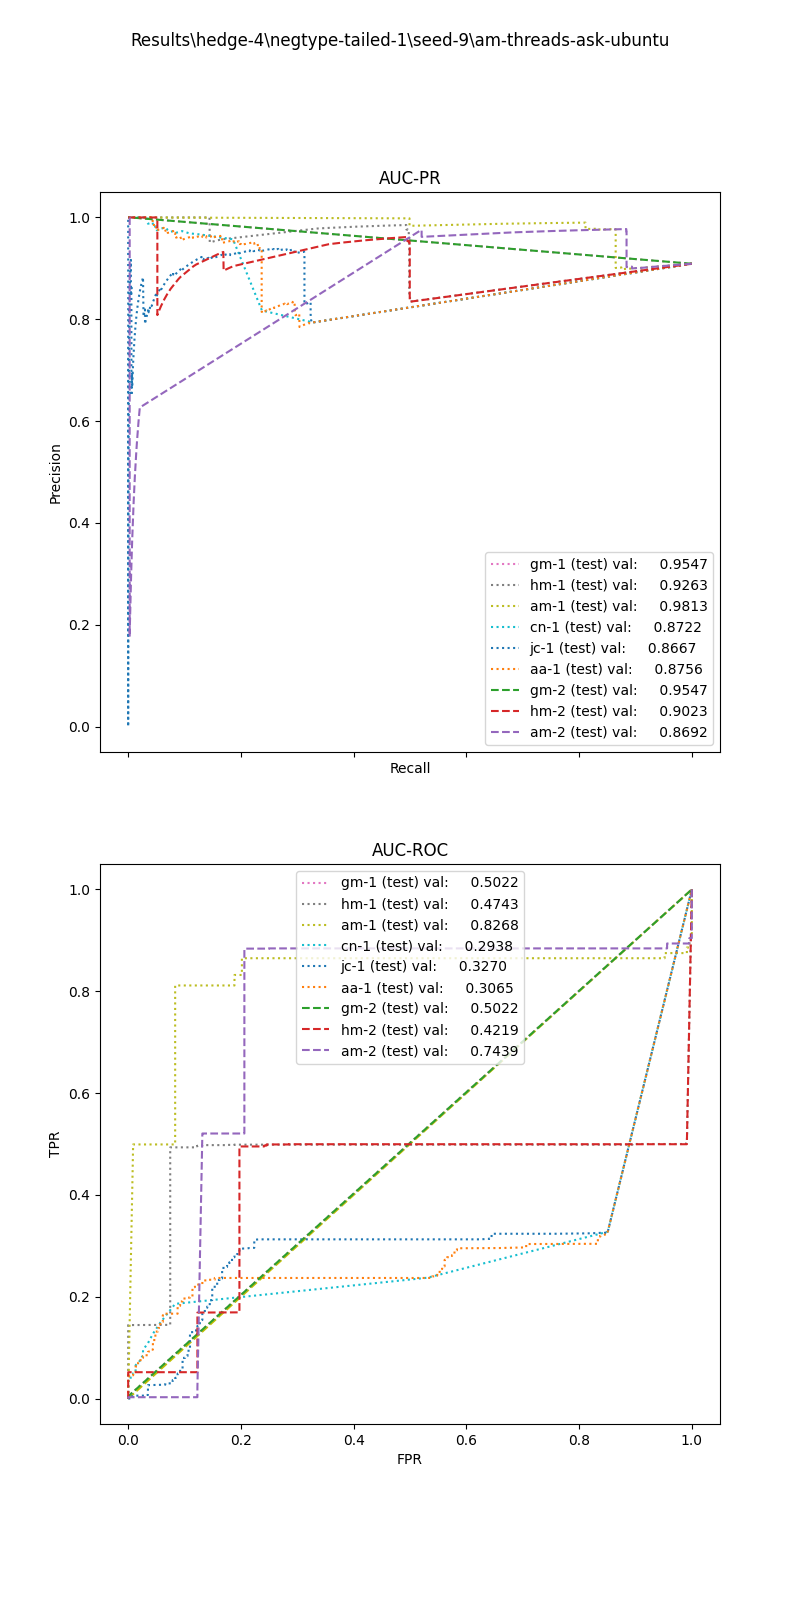 Results\hedge-4\negtype-tailed-1\seed-9\am-threads-ask-ubuntu
AUC-PR
1.0
0.8
0.6
0.4
0.2
0.0
Precision
gm-1 (test) val: 0.9547
hm-1 (test) val: 0.9263
am-1 (test) val: 0.9813
cn-1 (test) val: 0.8722
jc-1 (test) val: 0.8667
aa-1 (test) val: 0.8756
gm-2 (test) val: 0.9547
hm-2 (test) val: 0.9023
am-2 (test) val: 0.8692
Recall
AUC-ROC
gm-1 (test) val: 0.5022
hm-1 (test) val: 0.4743
am-1 (test) val: 0.8268
cn-1 (test) val: 0.2938
jc-1 (test) val: 0.3270
aa-1 (test) val: 0.3065
gm-2 (test) val: 0.5022
hm-2 (test) val: 0.4219
am-2 (test) val: 0.7439
1.0
0.8
0.6
0.4
0.2
0.0
TPR
0.0 0.2 0.4 0.6 0.8 1.0
FPR